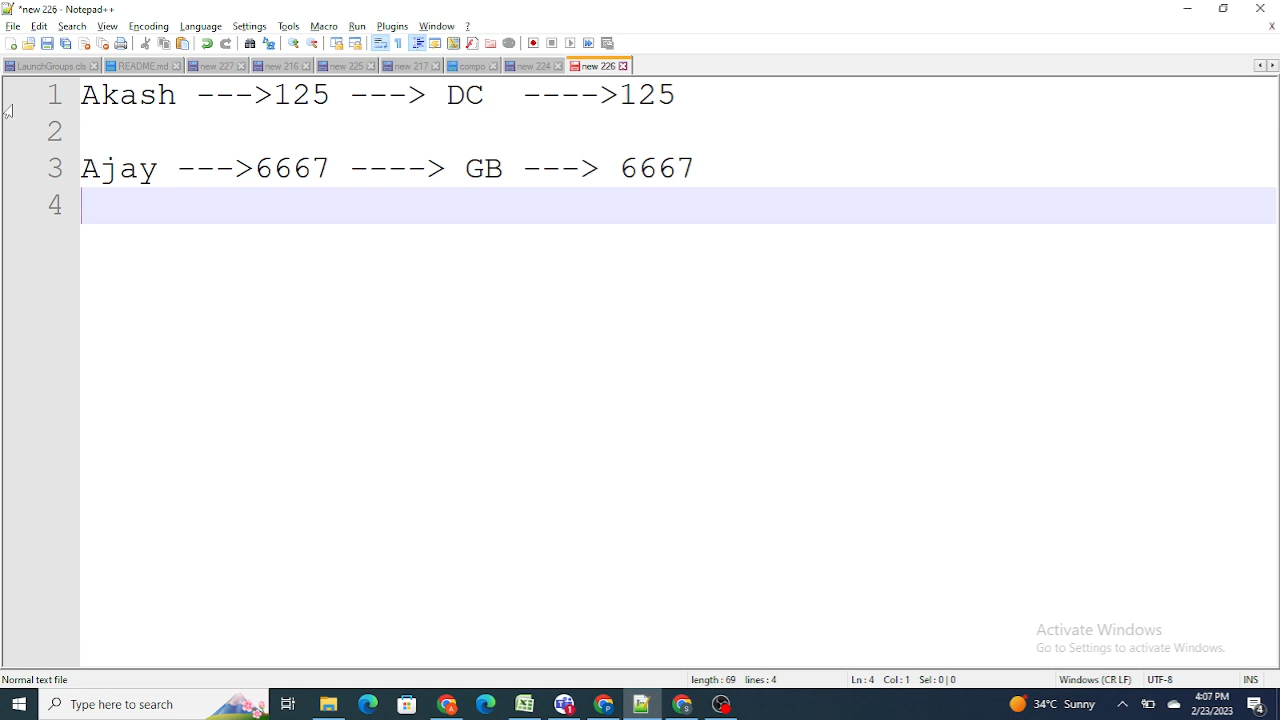 *new 226 - Notepad++
File Edit Search View Encoding Language Settings Tools Macro Run Plugins Window ?
LaunchGroups.cls README.md new 227 new 216 new 225 new 217 compo new 224 new 226
1 Akash --->125 ---> DC ---->125
2
3 Ajay --->6667 ----> GB ---> 6667
4
Activate Windows
Go to Settings to activate Windows.
Normal text file length: 69 lines: 4 Ln: 4 Col: 1 Sel: 0 | 0 Windows (CR LF) UTF-8 INS
Type here to search 34°C Sunny 4:07 PM
2/23/2023